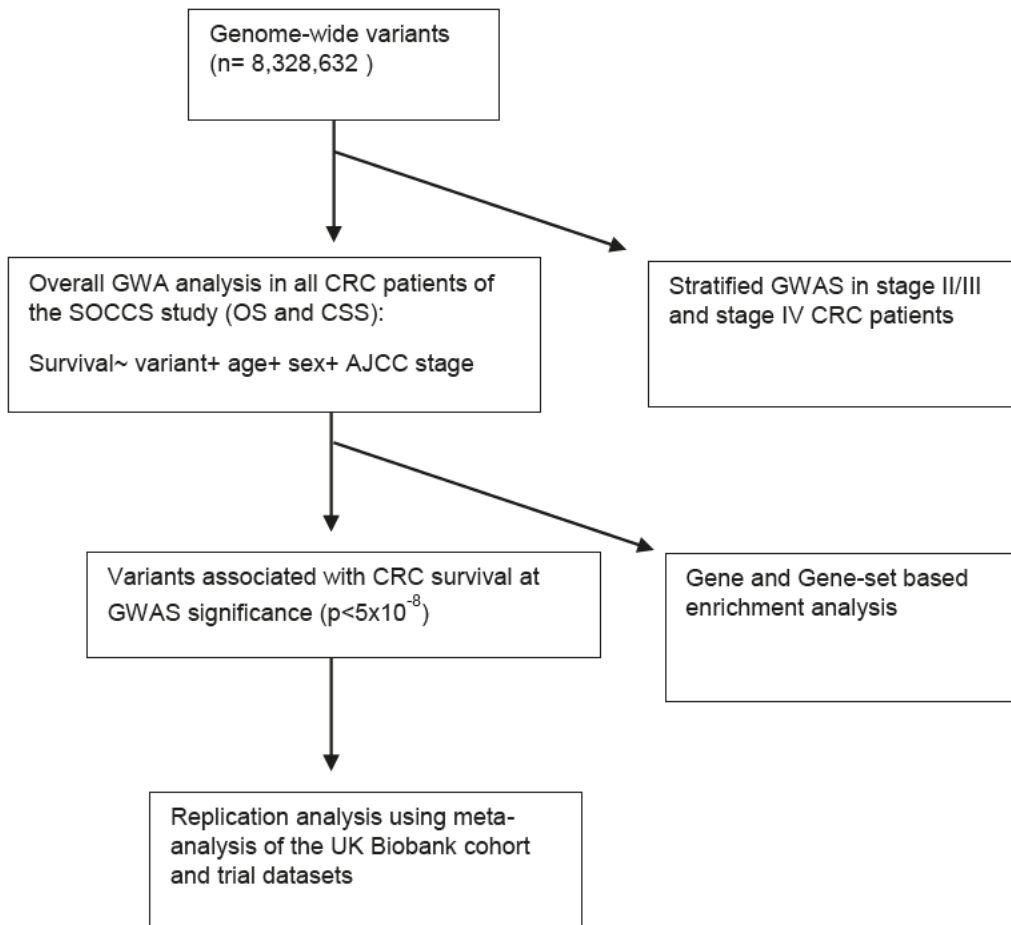 Genome-wide variants
(n= 8,328,632 )
Overall GWA analysis in all CRC patients of
the SOCCS study (OS and CSS):
Survival~ variant+ age+ sex+ AJCC stage
Stratified GWAS in stage II/III
and stage IV CRC patients
Variants associated with CRC survival at
GWAS significance (p<5x10⁻⁸)
Gene and Gene-set based
enrichment analysis
Replication analysis using meta-
analysis of the UK Biobank cohort
and trial datasets